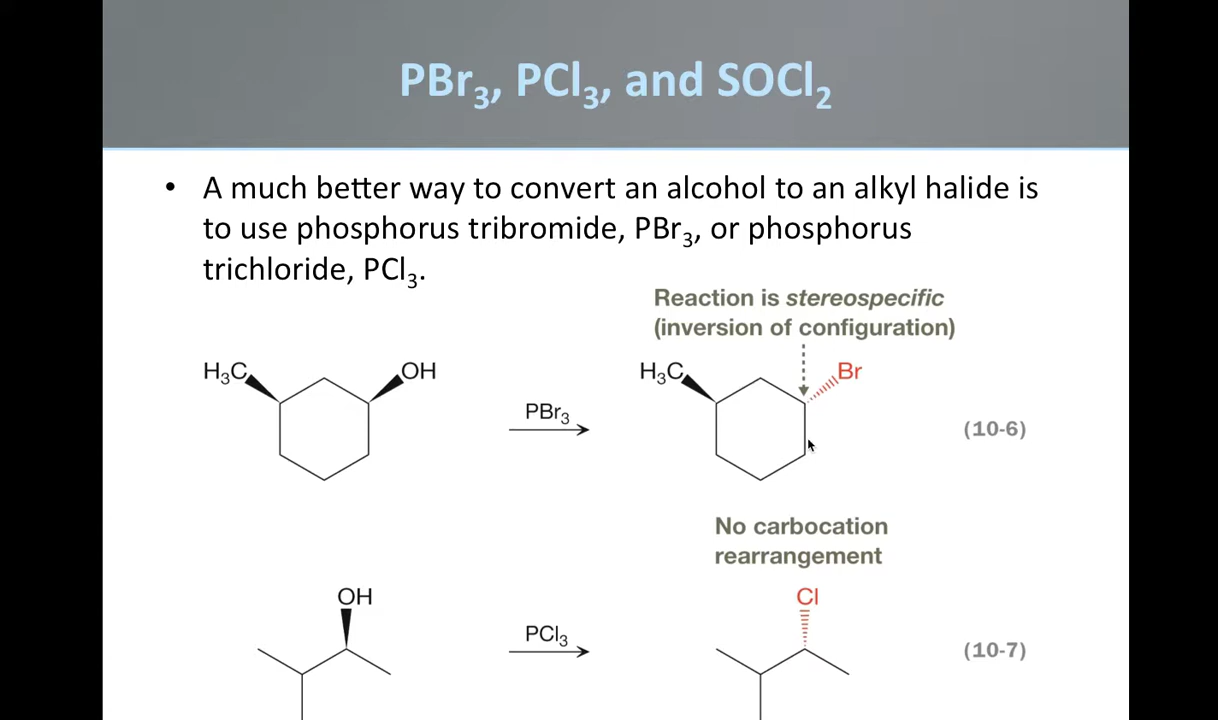 PBr₃, PCl₃, and SOCl₂
• A much better way to convert an alcohol to an alkyl halide is
to use phosphorus tribromide, PBr₃, or phosphorus
trichloride, PCl₃.
Reaction is stereospecific
(inversion of configuration)
H₃C OH
PBr₃
H₃C Br
(10-6)
No carbocation
rearrangement
OH
PCl₃
Cl
(10-7)